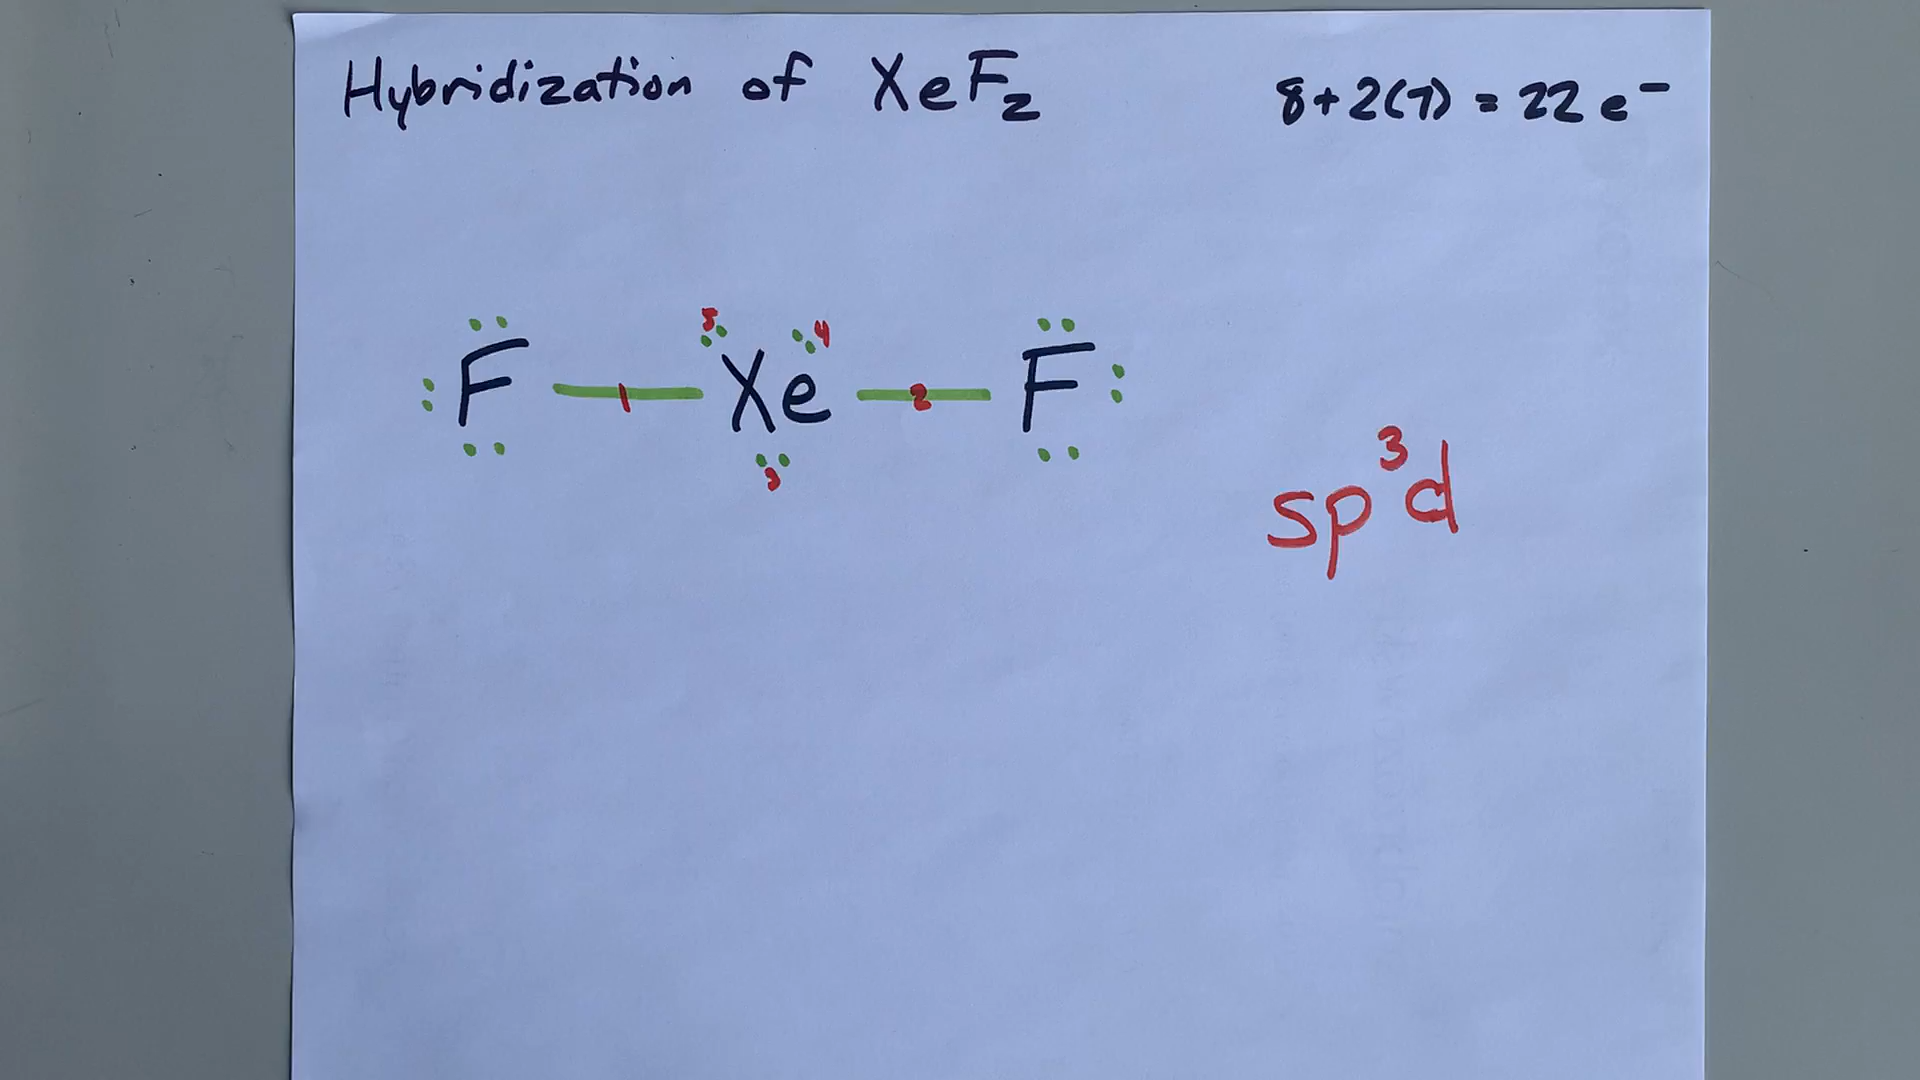 Hybridization of XeF₂
8+2(7) = 22 e⁻
5 4
F 1 Xe 2 F
3
sp³d